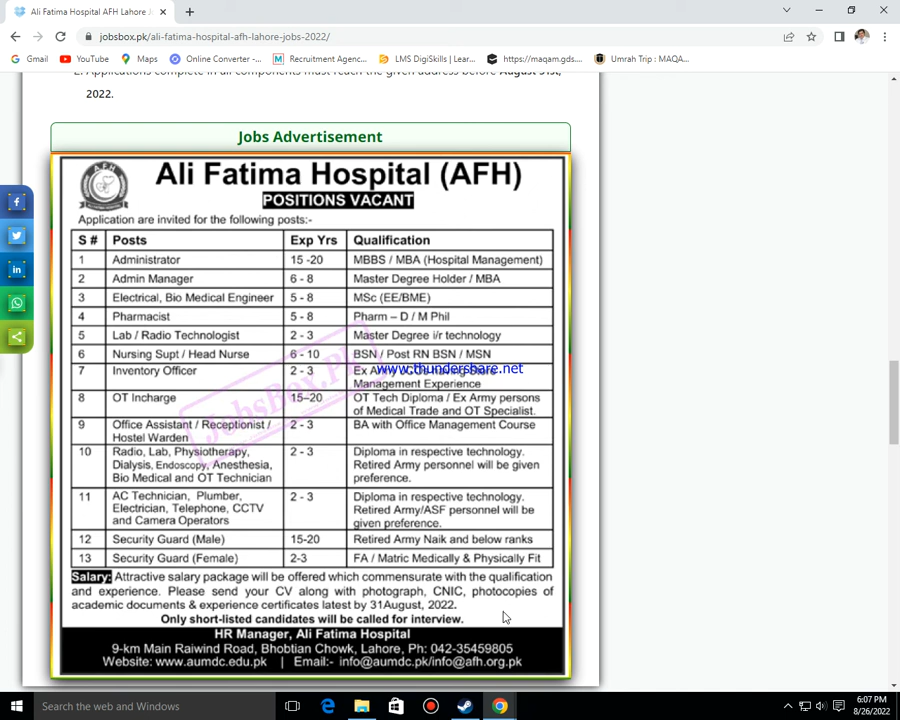 Ali Fatima Hospital AFH Lahore J
jobsbox.pk/ali-fatima-hospital-afh-lahore-jobs-2022/
Gmail YouTube Maps Online Converter -... Recruitment Agenc... LMS DigiSkills | Lear... https://maqam.gds.... Umrah Trip : MAQA...
2. Applications complete in all components must reach the given address before August 31st,
2022.
Jobs Advertisement
AFH
Ali Fatima Hospital (AFH)
POSITIONS VACANT
Application are invited for the following posts:-
S # Posts Exp Yrs Qualification
1 Administrator 15 -20 MBBS / MBA (Hospital Management)
2 Admin Manager 6 - 8 Master Degree Holder / MBA
3 Electrical, Bio Medical Engineer 5 - 8 MSc (EE/BME)
4 Pharmacist 5 - 8 Pharm – D / M Phil
5 Lab / Radio Technologist 2 - 3 Master Degree i/r technology
6 Nursing Supt / Head Nurse 6 - 10 BSN / Post RN BSN / MSN
7 Inventory Officer 2 - 3 Ex Army JCOs having Store
Management Experience
8 OT Incharge 15–20 OT Tech Diploma / Ex Army persons
of Medical Trade and OT Specialist.
9 Office Assistant / Receptionist / 2 - 3 BA with Office Management Course
Hostel Warden
10 Radio, Lab, Physiotherapy, 2 - 3 Diploma in respective technology.
Dialysis, Endoscopy, Anesthesia, Retired Army personnel will be given
Bio Medical and OT Technician preference.
11 AC Technician, Plumber, 2 - 3 Diploma in respective technology.
Electrician, Telephone, CCTV Retired Army/ASF personnel will be
and Camera Operators given preference.
12 Security Guard (Male) 15-20 Retired Army Naik and below ranks
13 Security Guard (Female) 2-3 FA / Matric Medically & Physically Fit
JobsBox.Pk
www.thundershare.net
Salary: Attractive salary package will be offered which commensurate with the qualification
and experience. Please send your CV along with photograph, CNIC, photocopies of
academic documents & experience certificates latest by 31August, 2022.
Only short-listed candidates will be called for interview.
HR Manager, Ali Fatima Hospital
9-km Main Raiwind Road, Bhobtian Chowk, Lahore, Ph: 042-35459805
Website: www.aumdc.edu.pk | Email:- info@aumdc.pk/info@afh.org.pk
Search the web and Windows
6:07 PM
8/26/2022